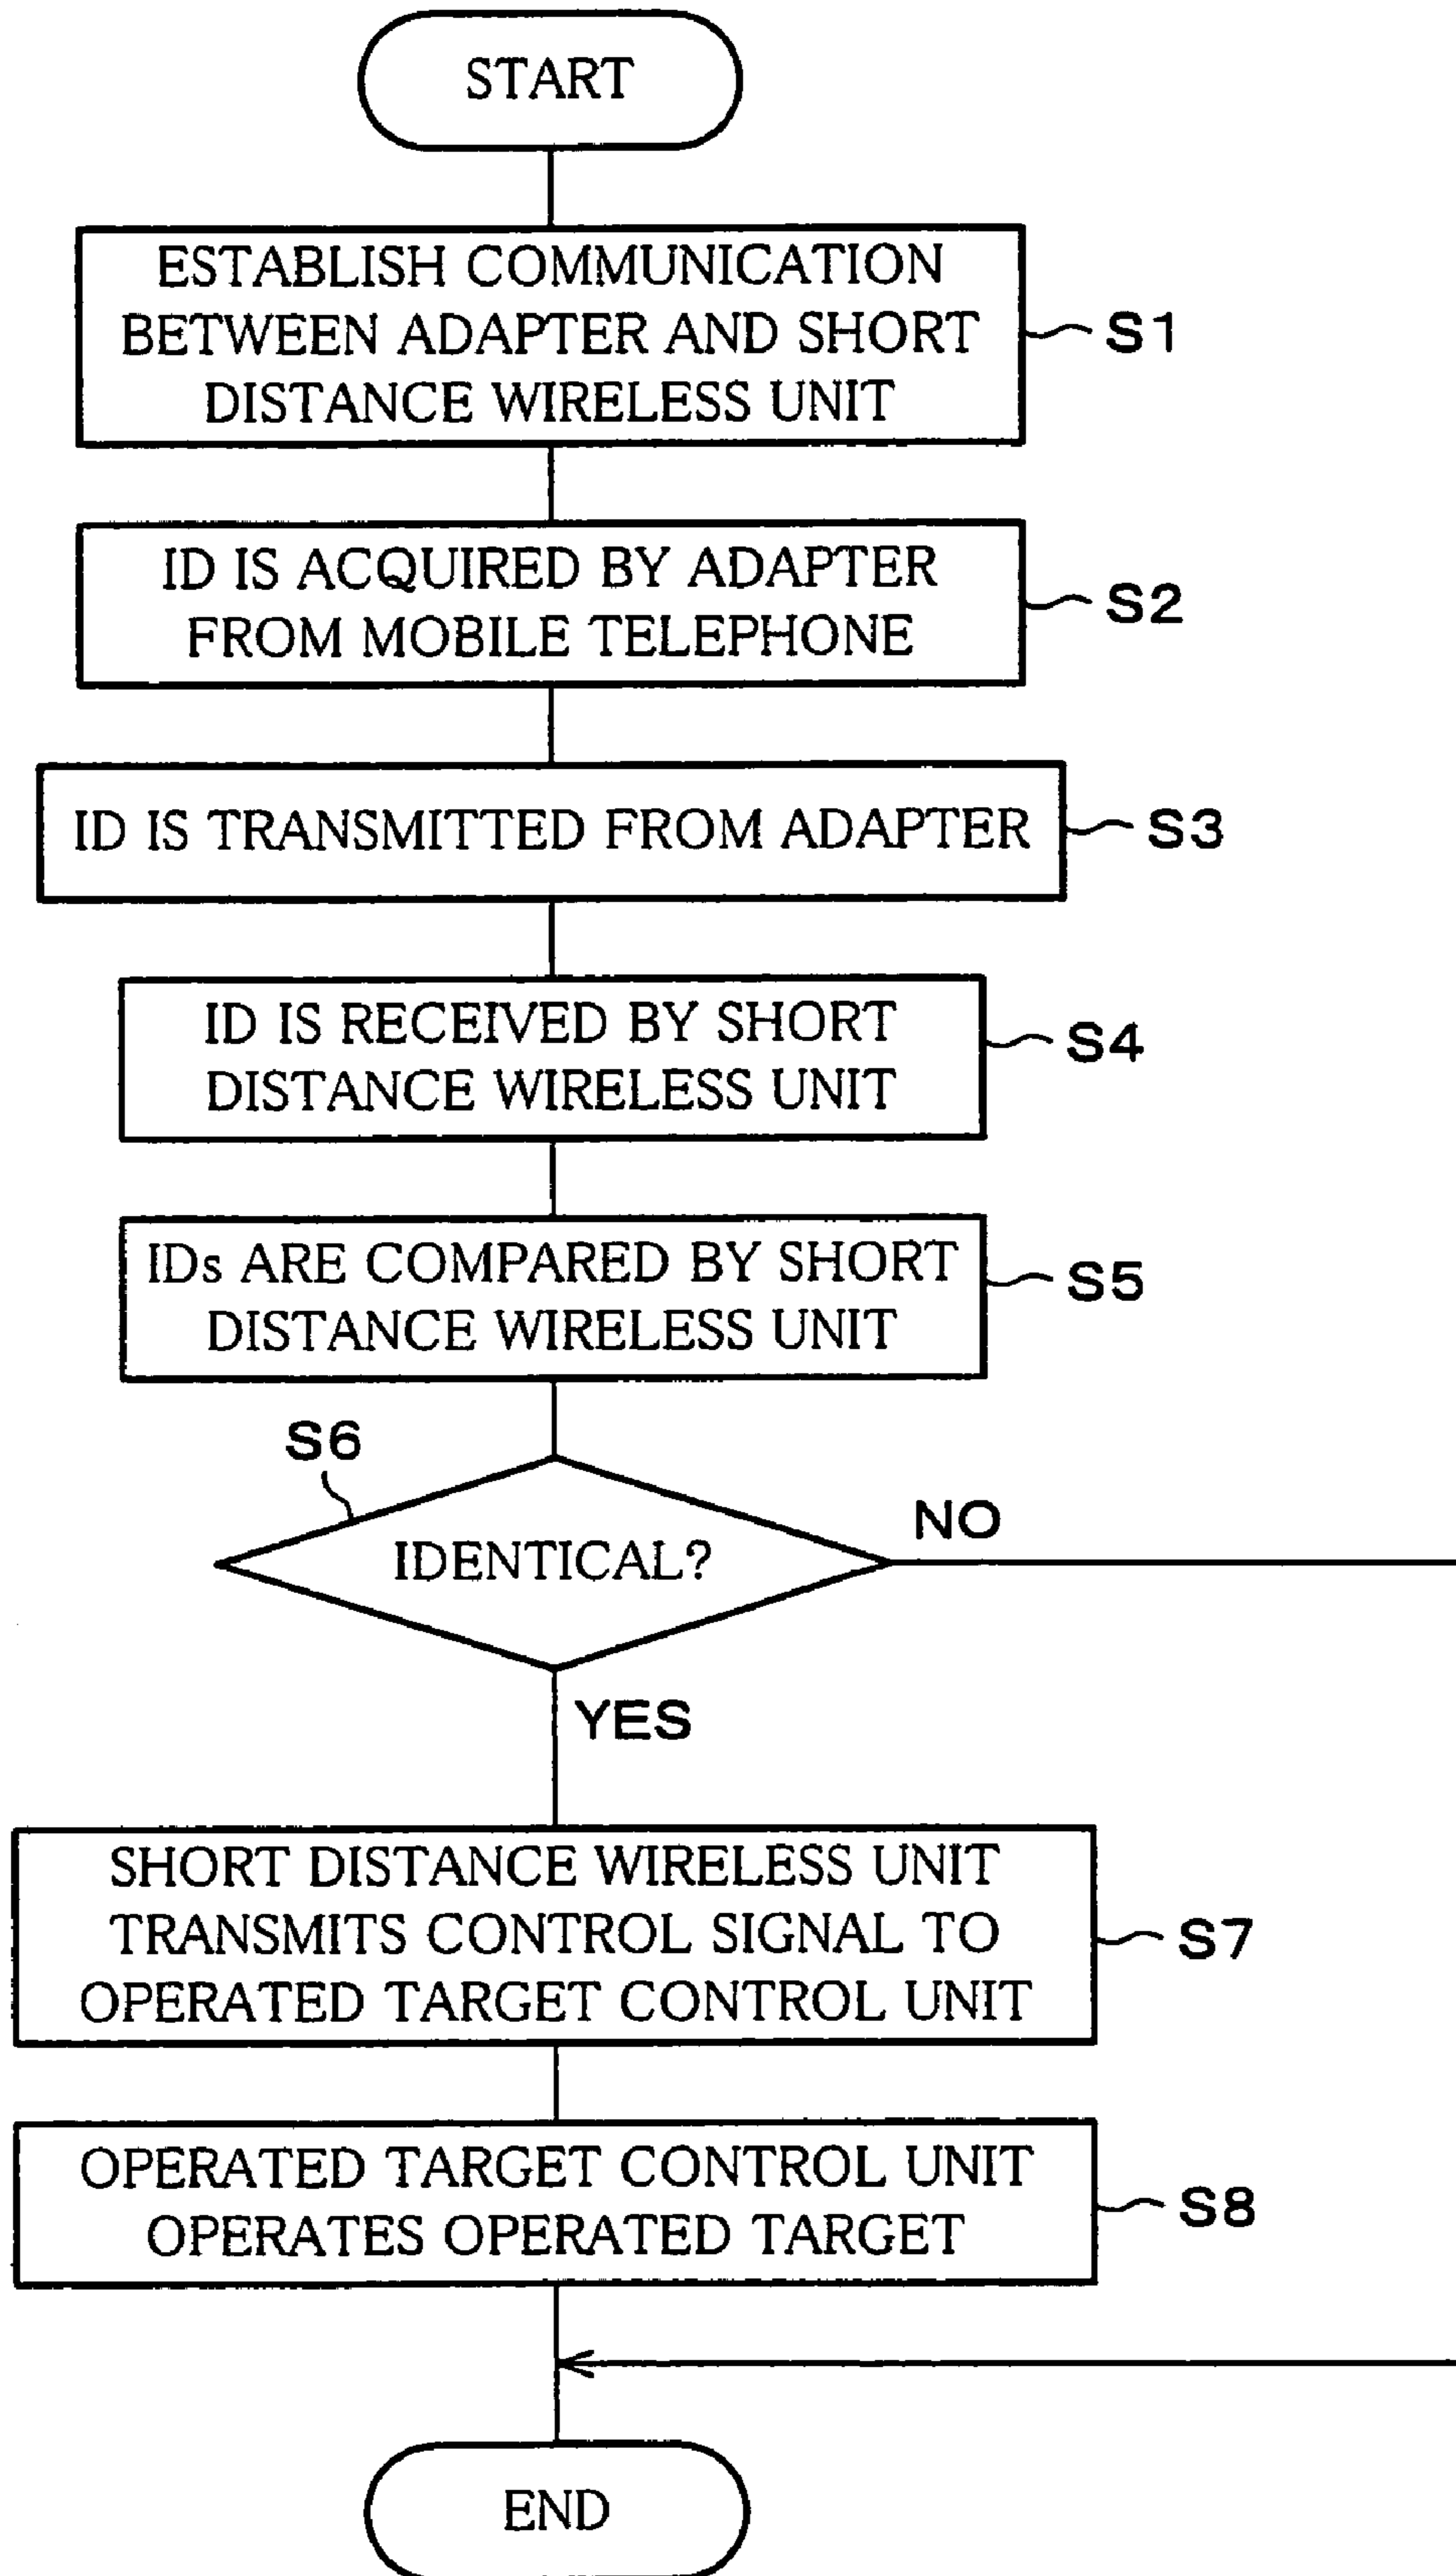 START
ESTABLISH COMMUNICATION
BETWEEN ADAPTER AND SHORT
DISTANCE WIRELESS UNIT
S1
ID IS ACQUIRED BY ADAPTER
FROM MOBILE TELEPHONE
S2
ID IS TRANSMITTED FROM ADAPTER
S3
ID IS RECEIVED BY SHORT
DISTANCE WIRELESS UNIT
S4
IDs ARE COMPARED BY SHORT
DISTANCE WIRELESS UNIT
S5
S6
IDENTICAL?
NO
YES
SHORT DISTANCE WIRELESS UNIT
TRANSMITS CONTROL SIGNAL TO
OPERATED TARGET CONTROL UNIT
S7
OPERATED TARGET CONTROL UNIT
OPERATES OPERATED TARGET
S8
END